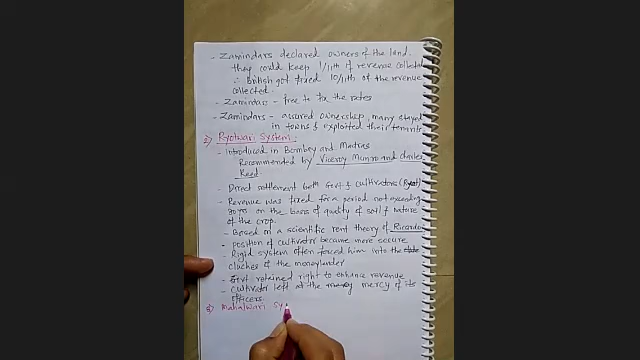 - Zamindars declared owners of the land.
they could keep 1/11th of revenue collected
∴ British got fixed 10/11th of the revenue
collected.
- Zamindars - free to fix the rates
- Zamindars - assured ownership, many stayed
in towns & exploited their tenants.
2) Ryotwari System:
- Introduced in Bombay and Madras
Recommended by Viceroy Munro and Charles
Reed.
- Direct settlement betn Govt & cultivators (Ryot)
- Revenue was fixed for a period not exceeding
30 yrs on the basis of quality of soil & nature
of the crop.
- Based on a scientific rent theory of Ricardo
- position of cultivator became more secure
- Rigid system often forced him into the
cluches of the moneylender
- Govt retained right to enhance revenue
- Cultivator left at the mercy of its
officers.
3) Mahalwari Sy